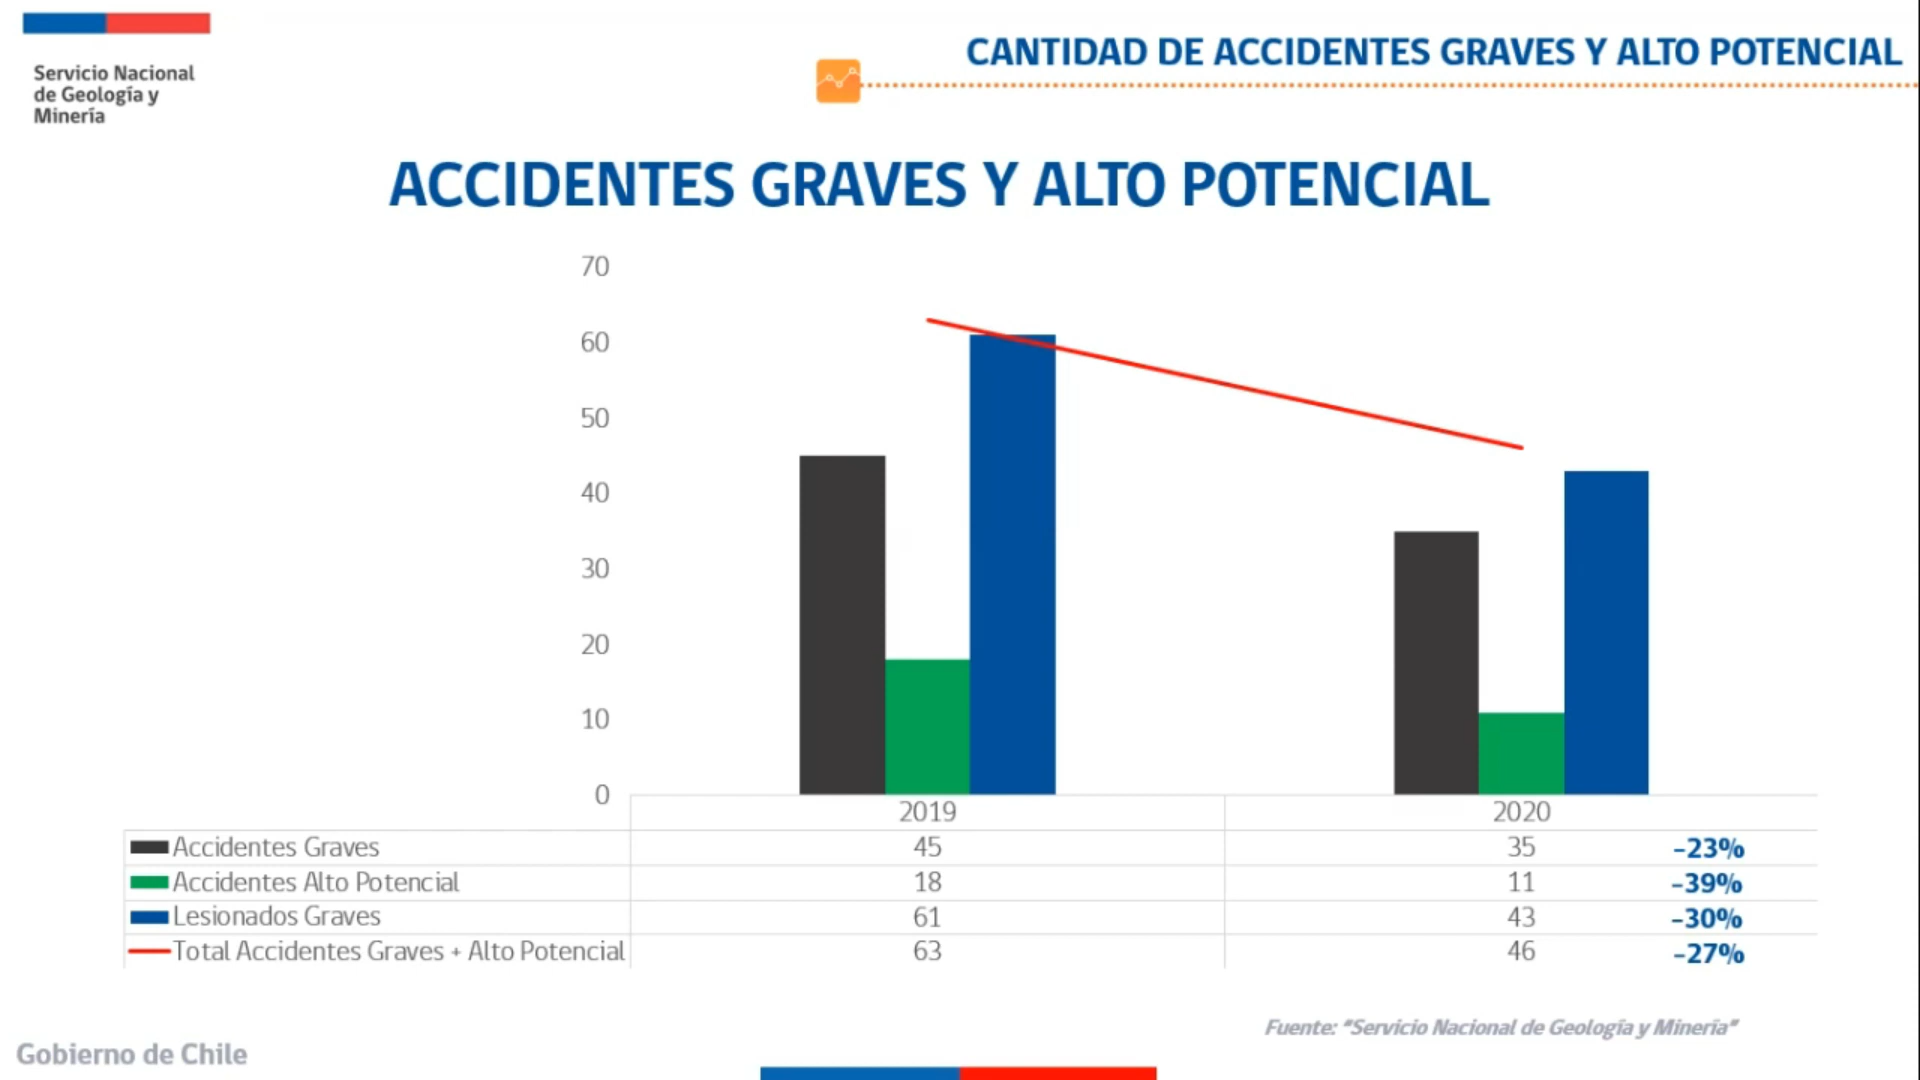 Servicio Nacional
de Geología y
Minería
CANTIDAD DE ACCIDENTES GRAVES Y ALTO POTENCIAL
ACCIDENTES GRAVES Y ALTO POTENCIAL
70
60
50
40
30
20
10
0
2019 2020
Accidentes Graves 45 35 -23%
Accidentes Alto Potencial 18 11 -39%
Lesionados Graves 61 43 -30%
Total Accidentes Graves + Alto Potencial 63 46 -27%
Fuente: "Servicio Nacional de Geología y Minería"
Gobierno de Chile